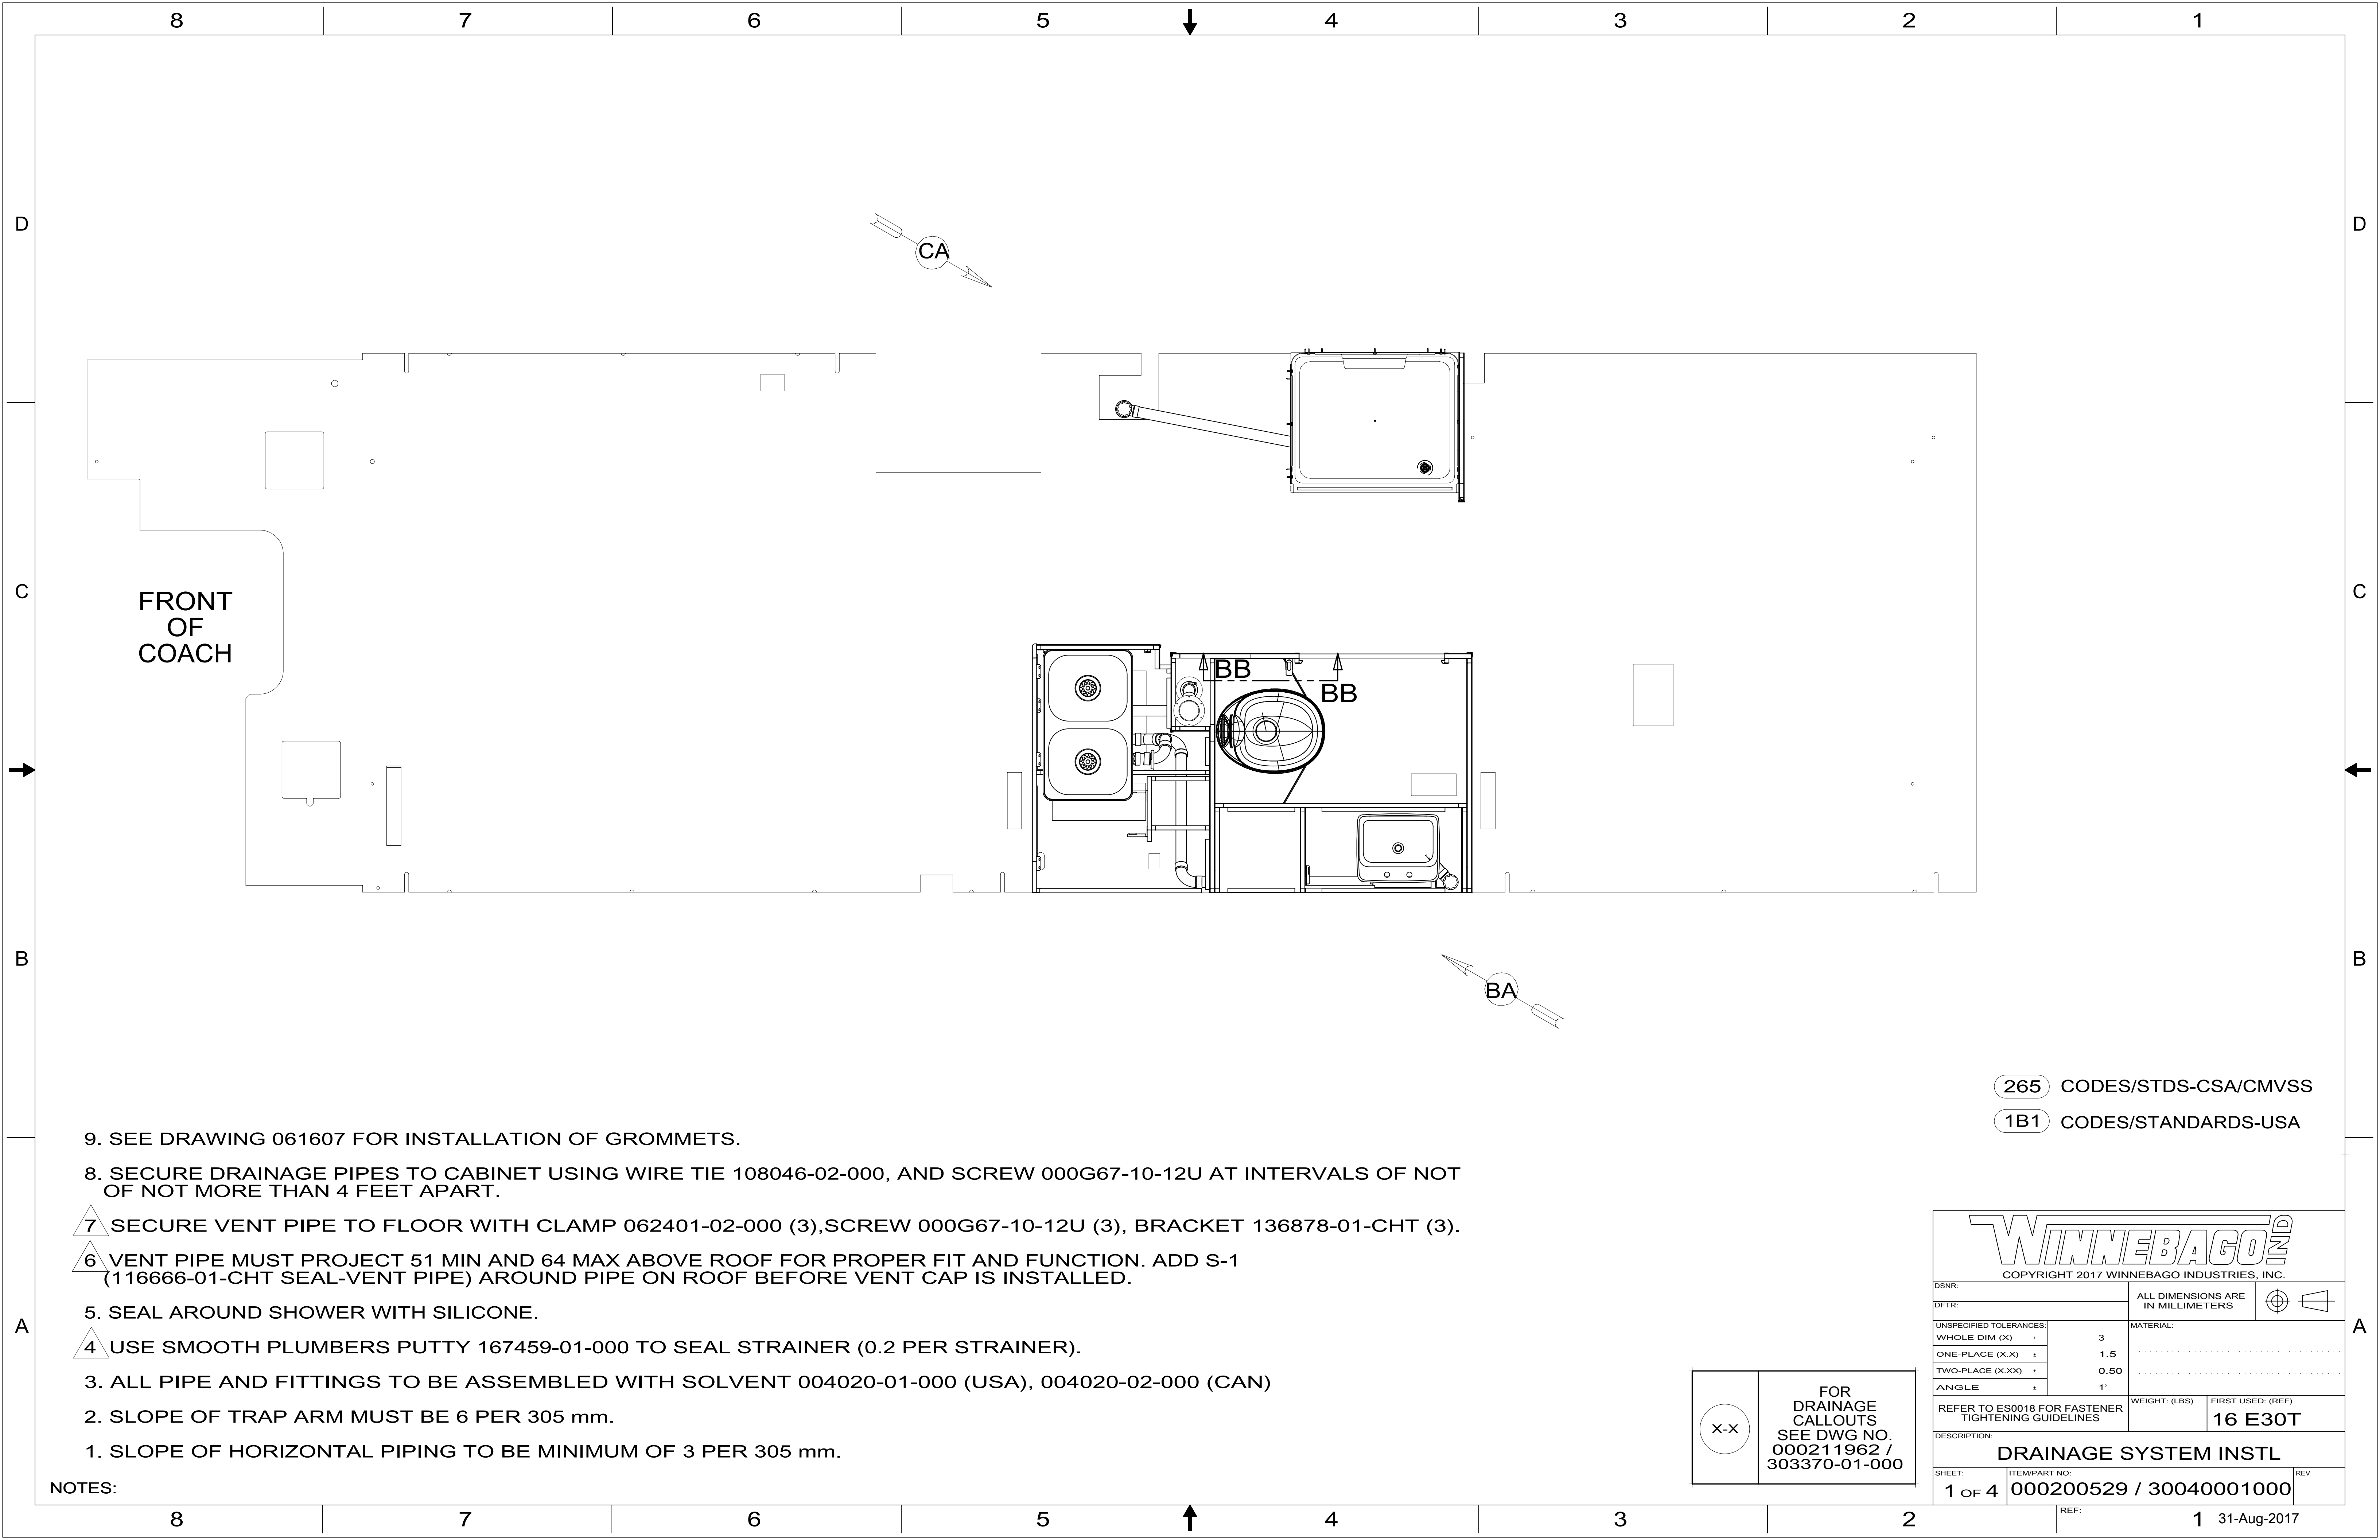 8 7 6 5 4 3 2 1
D D
CA
C C
FRONT
OF
COACH
BB
BB
B B
BA
265 CODES/STDS-CSA/CMVSS
1B1 CODES/STANDARDS-USA
9. SEE DRAWING 061607 FOR INSTALLATION OF GROMMETS.
8. SECURE DRAINAGE PIPES TO CABINET USING WIRE TIE 108046-02-000, AND SCREW 000G67-10-12U AT INTERVALS OF NOT
OF NOT MORE THAN 4 FEET APART.
7 SECURE VENT PIPE TO FLOOR WITH CLAMP 062401-02-000 (3),SCREW 000G67-10-12U (3), BRACKET 136878-01-CHT (3).
6 VENT PIPE MUST PROJECT 51 MIN AND 64 MAX ABOVE ROOF FOR PROPER FIT AND FUNCTION. ADD S-1
(116666-01-CHT SEAL-VENT PIPE) AROUND PIPE ON ROOF BEFORE VENT CAP IS INSTALLED.
5. SEAL AROUND SHOWER WITH SILICONE.
4 USE SMOOTH PLUMBERS PUTTY 167459-01-000 TO SEAL STRAINER (0.2 PER STRAINER).
3. ALL PIPE AND FITTINGS TO BE ASSEMBLED WITH SOLVENT 004020-01-000 (USA), 004020-02-000 (CAN)
2. SLOPE OF TRAP ARM MUST BE 6 PER 305 mm.
1. SLOPE OF HORIZONTAL PIPING TO BE MINIMUM OF 3 PER 305 mm.
NOTES:
A A
X-X
FOR
DRAINAGE
CALLOUTS
SEE DWG NO.
000211962 /
303370-01-000
WINNEBAGO IND
COPYRIGHT 2017 WINNEBAGO INDUSTRIES, INC.
DSNR:
DFTR:
ALL DIMENSIONS ARE
IN MILLIMETERS
UNSPECIFIED TOLERANCES:
WHOLE DIM (X) ± 3
ONE-PLACE (X.X) ± 1.5
TWO-PLACE (X.XX) ± 0.50
ANGLE ± 1°
MATERIAL:
REFER TO ES0018 FOR FASTENER
TIGHTENING GUIDELINES
WEIGHT: (LBS)
FIRST USED: (REF)
16 E30T
DESCRIPTION:
DRAINAGE SYSTEM INSTL
SHEET:
1 OF 4
ITEM/PART NO:
000200529 / 30040001000
REV
REF:
8 7 6 5 4 3 2 1
31-Aug-2017